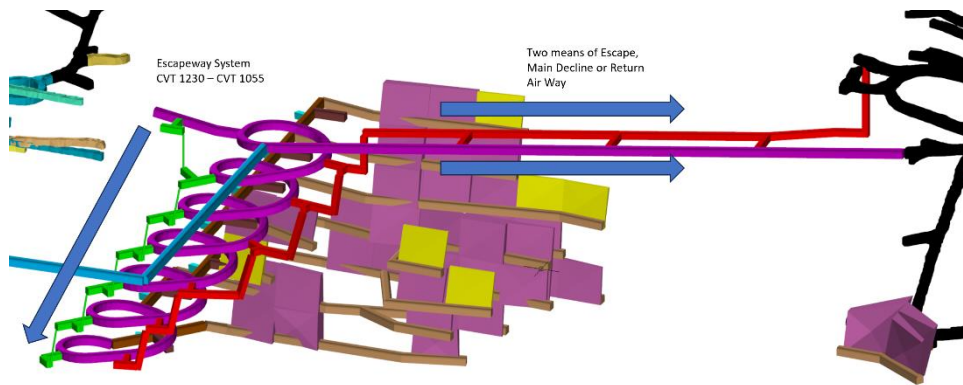 Escapeway System
CVT 1230 – CVT 1055
Two means of Escape,
Main Decline or Return
Air Way